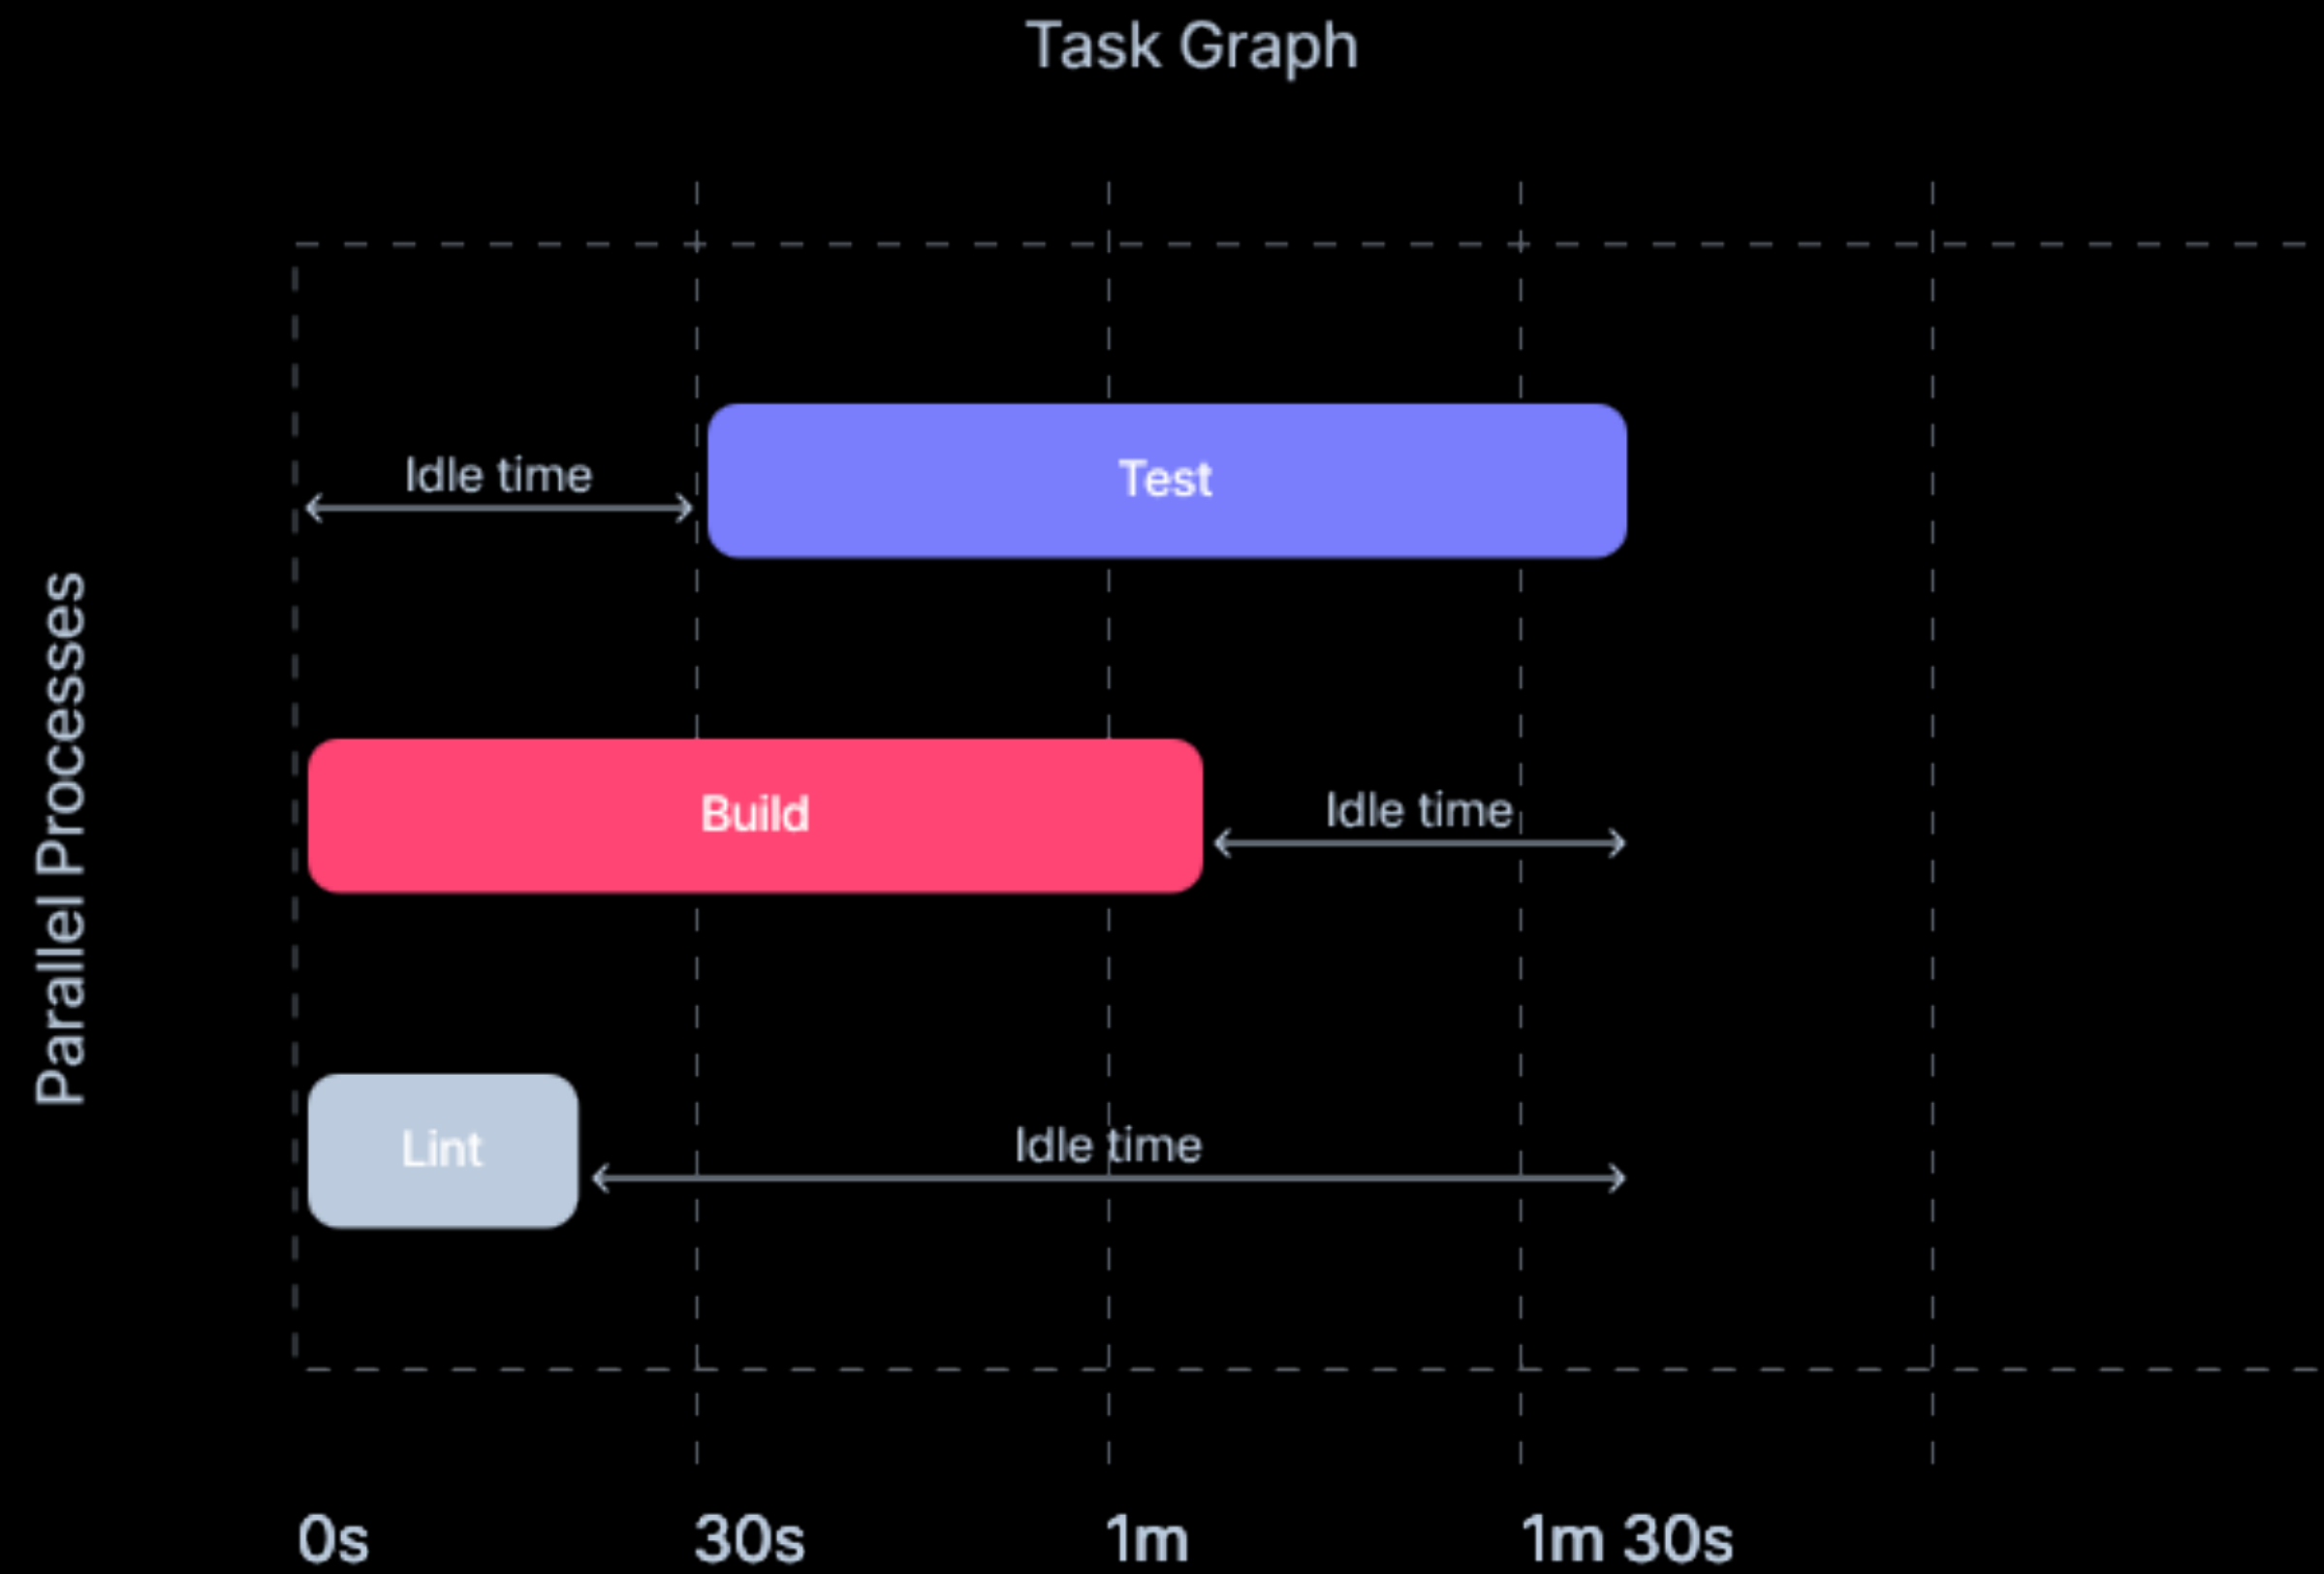 Task Graph
Parallel Processes
Idle time
Test
Build
Idle time
Lint
Idle time
0s
30s
1m
1m 30s